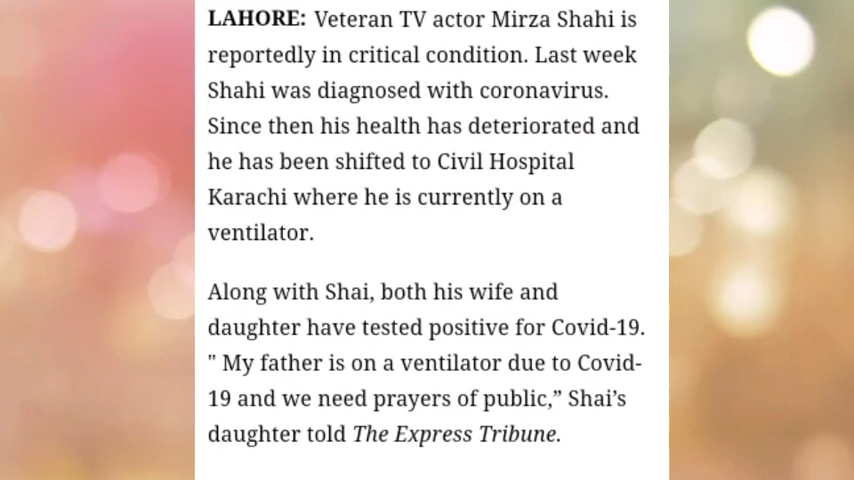 LAHORE: Veteran TV actor Mirza Shahi is
reportedly in critical condition. Last week
Shahi was diagnosed with coronavirus.
Since then his health has deteriorated and
he has been shifted to Civil Hospital
Karachi where he is currently on a
ventilator.
Along with Shai, both his wife and
daughter have tested positive for Covid-19.
" My father is on a ventilator due to Covid-
19 and we need prayers of public,” Shai’s
daughter told The Express Tribune.